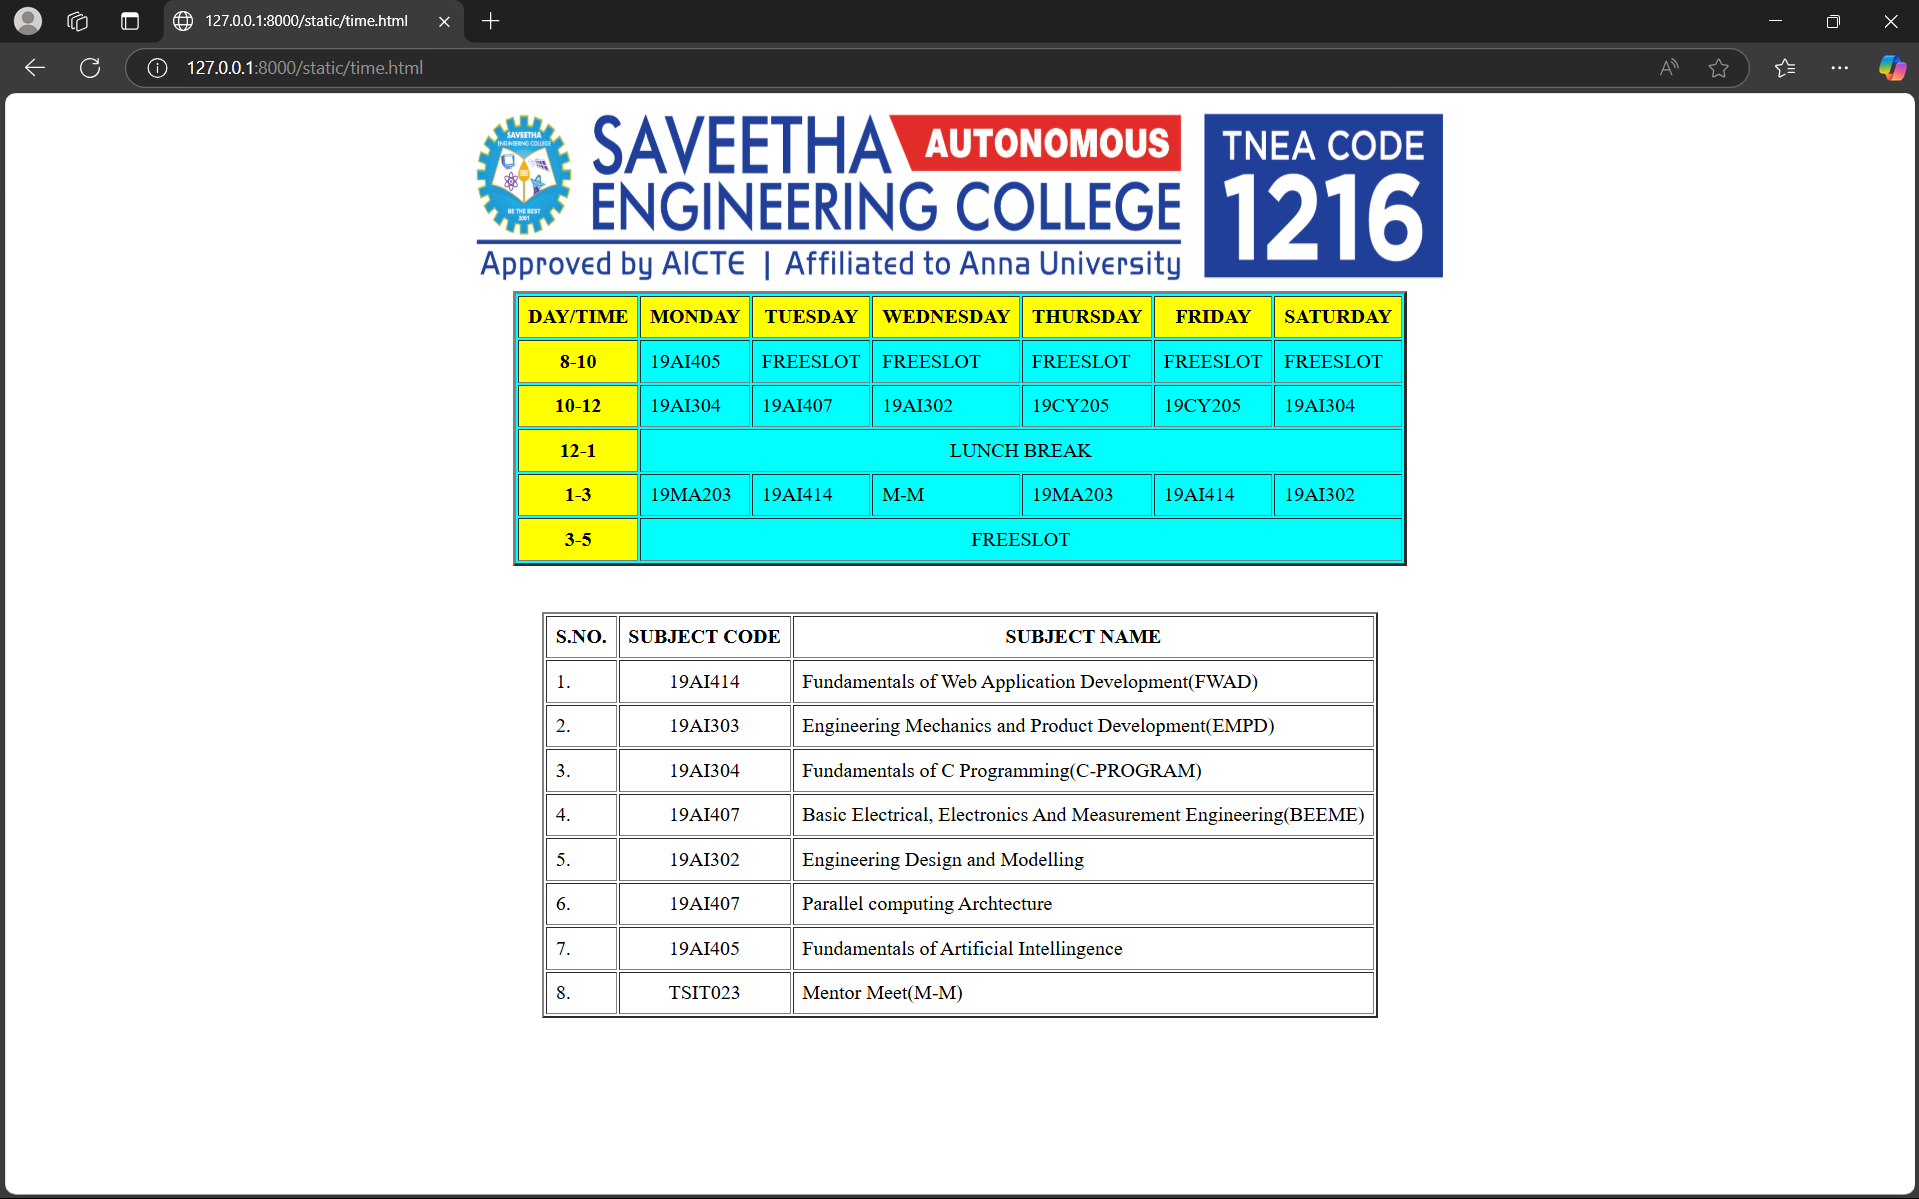 127.0.0.1:8000/static/time.html
127.0.0.1:8000/static/time.html
SAVEETHA
ENGINEERING COLLEGE
BE THE BEST
2001
SAVEETHA AUTONOMOUS
ENGINEERING COLLEGE
Approved by AICTE | Affiliated to Anna University
TNEA CODE
1216
DAY/TIME MONDAY TUESDAY WEDNESDAY THURSDAY FRIDAY SATURDAY
8-10 19AI405 FREESLOT FREESLOT FREESLOT FREESLOT FREESLOT
10-12 19AI304 19AI407 19AI302 19CY205 19CY205 19AI304
12-1 LUNCH BREAK
1-3 19MA203 19AI414 M-M 19MA203 19AI414 19AI302
3-5 FREESLOT
S.NO. SUBJECT CODE SUBJECT NAME
1. 19AI414 Fundamentals of Web Application Development(FWAD)
2. 19AI303 Engineering Mechanics and Product Development(EMPD)
3. 19AI304 Fundamentals of C Programming(C-PROGRAM)
4. 19AI407 Basic Electrical, Electronics And Measurement Engineering(BEEME)
5. 19AI302 Engineering Design and Modelling
6. 19AI407 Parallel computing Archtecture
7. 19AI405 Fundamentals of Artificial Intellingence
8. TSIT023 Mentor Meet(M-M)